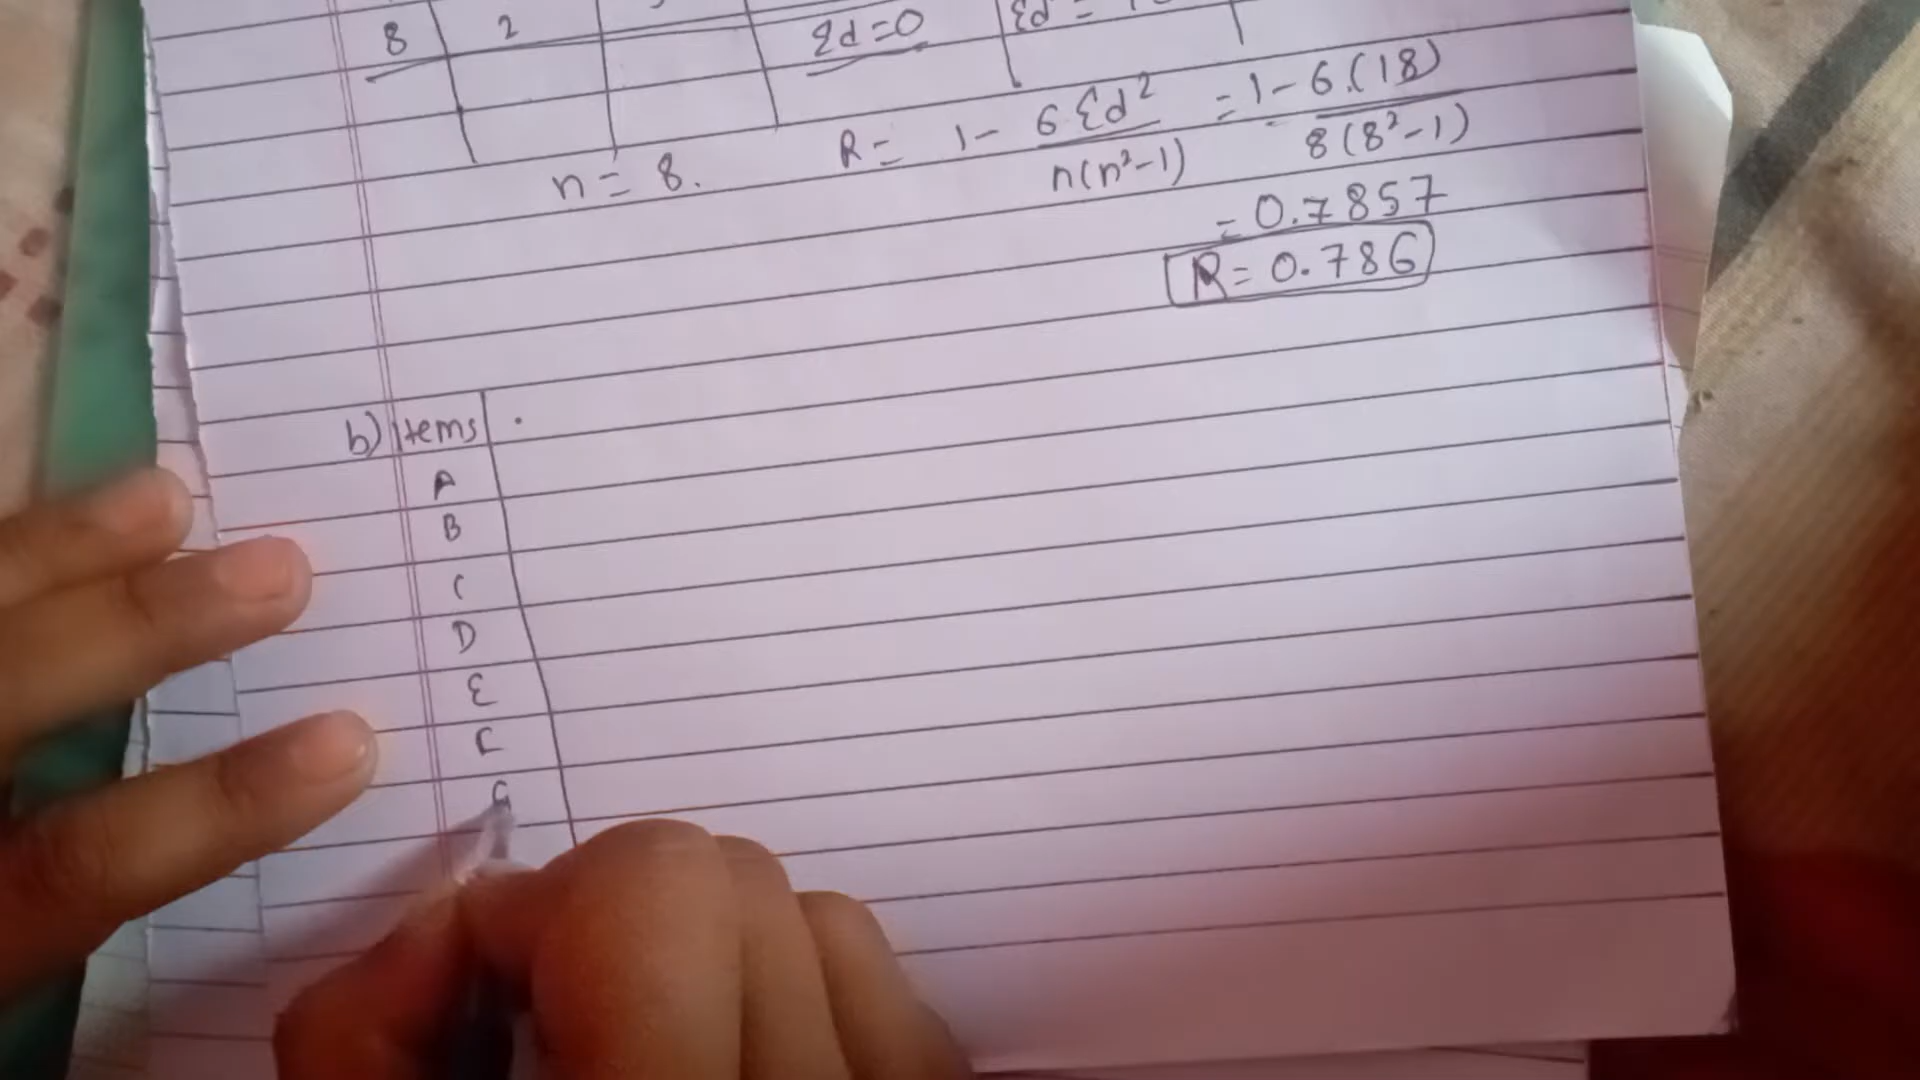 8 2 Σd=0 Σd =
n = 8. R = 1 - 6Σd² / n(n²-1) = 1 - 6.(18) / 8(8²-1)
= 0.7857
R = 0.786
b) Items
A
B
C
D
E
F
G